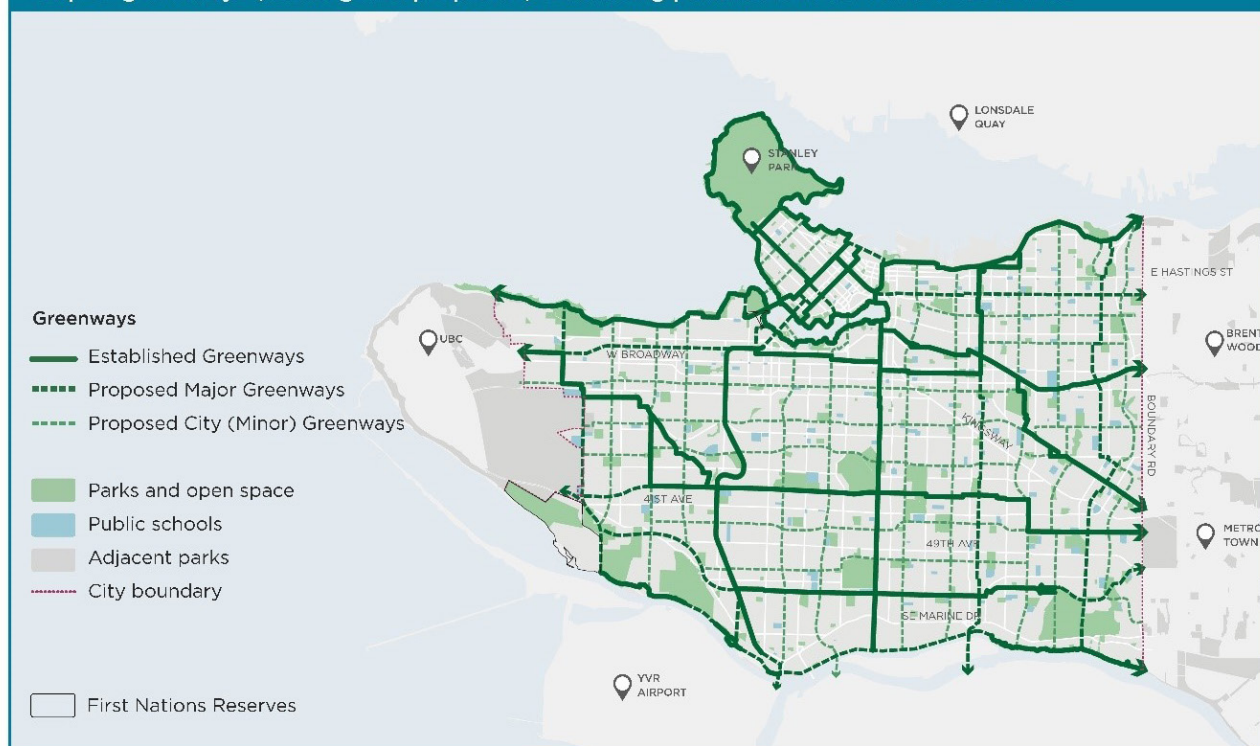 LONSDALE
QUAY
STANLEY
PARK
E HASTINGS ST
Greenways
UBC
BRENT
WOOD
Established Greenways
W BROADWAY
Proposed Major Greenways
BOUNDARY RD
Proposed City (Minor) Greenways
KINGSWAY
Parks and open space
41ST AVE
Public schools
METRO
TOWN
49TH AVE
Adjacent parks
City boundary
SE MARINE DR
YVR
AIRPORT
First Nations Reserves